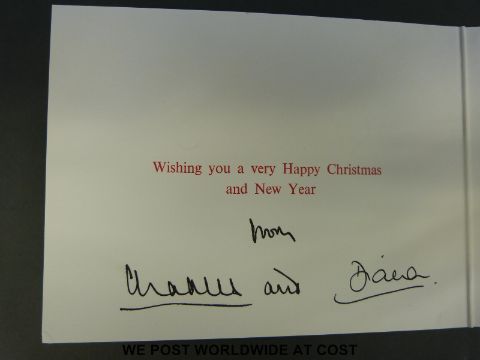 Wishing you a very Happy Christmas
and New Year
from
Charles and Diana.
WE POST WORLDWIDE AT COST